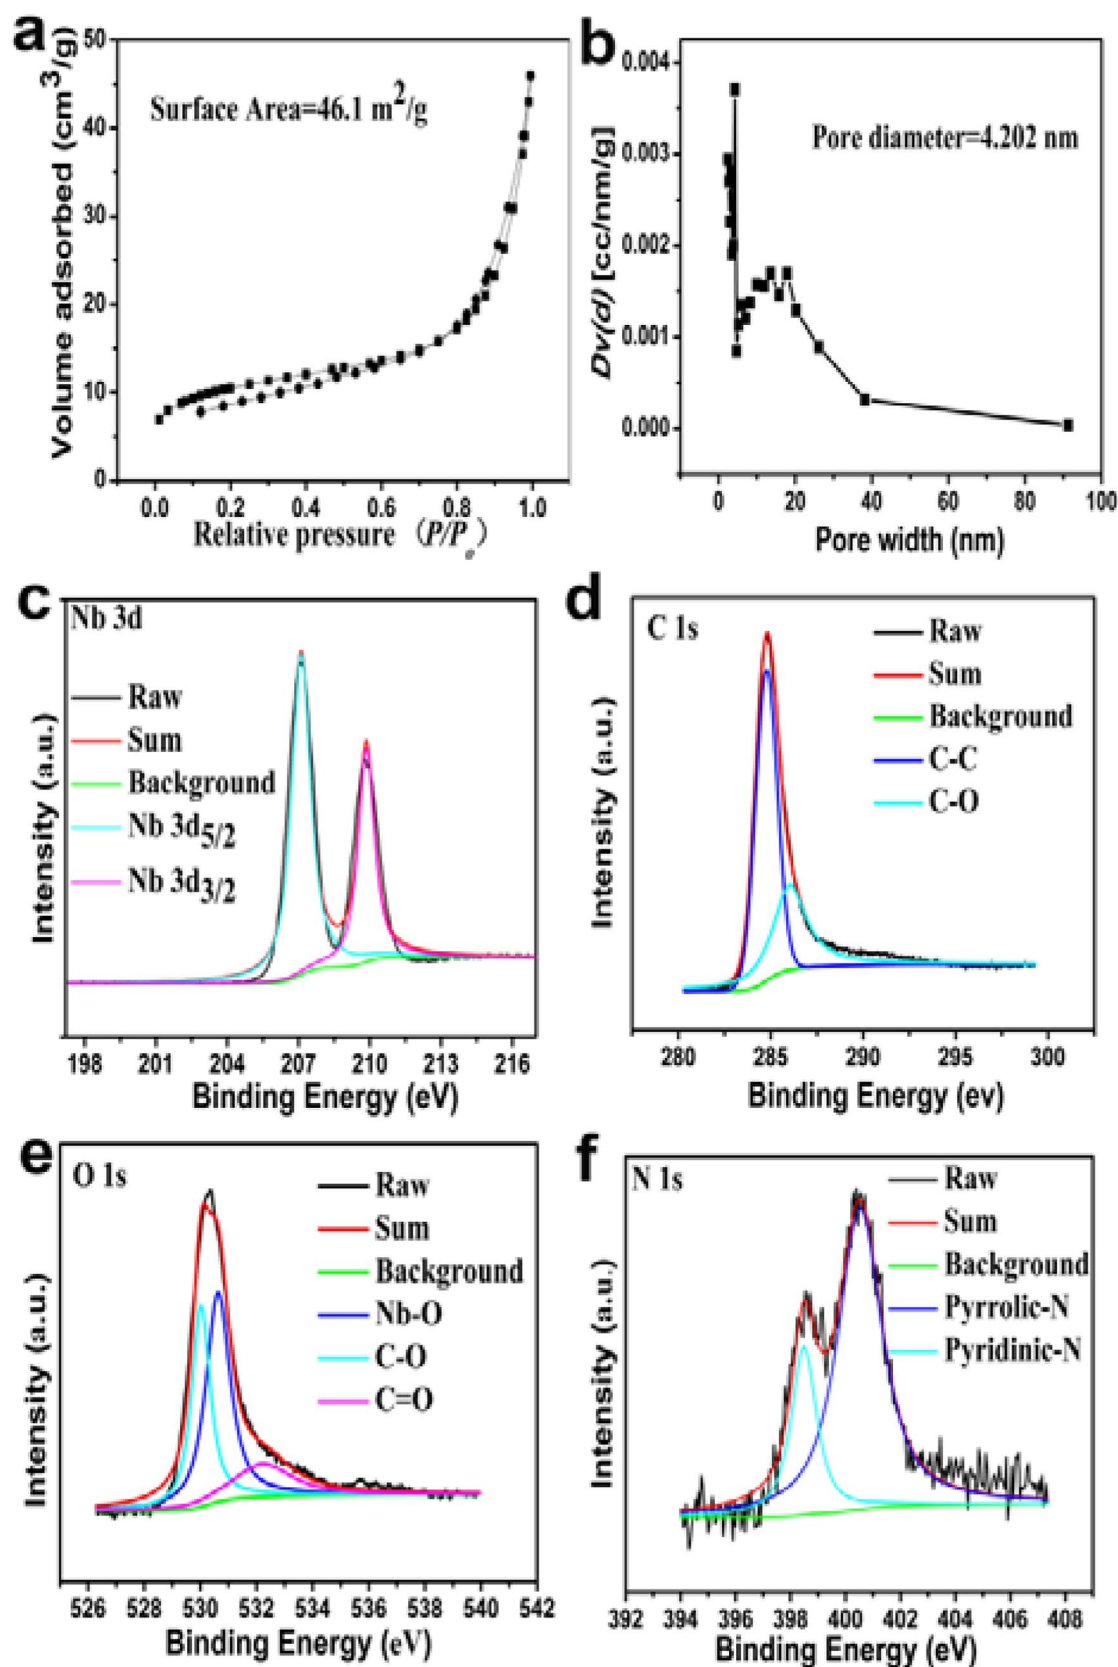 a
50
40
30
20
10
0
Volume adsorbed (cm³/g)
Surface Area=46.1 m²/g
0.0 0.2 0.4 0.6 0.8 1.0
Relative pressure (P/Pₒ)
b
0.004
0.003
0.002
0.001
0.000
Dv(d) [cc/nm/g]
Pore diameter=4.202 nm
0 20 40 60 80 100
Pore width (nm)
c
Nb 3d
Raw
Sum
Background
Nb 3d5/2
Nb 3d3/2
Intensity (a.u.)
198 201 204 207 210 213 216
Binding Energy (eV)
d
C 1s
Raw
Sum
Background
C-C
C-O
Intensity (a.u.)
280 285 290 295 300
Binding Energy (ev)
e
O 1s
Raw
Sum
Background
Nb-O
C-O
C=O
Intensity (a.u.)
526 528 530 532 534 536 538 540 542
Binding Energy (eV)
f
N 1s
Raw
Sum
Background
Pyrrolic-N
Pyridinic-N
Intensity (a.u.)
392 394 396 398 400 402 404 406 408
Binding Energy (eV)